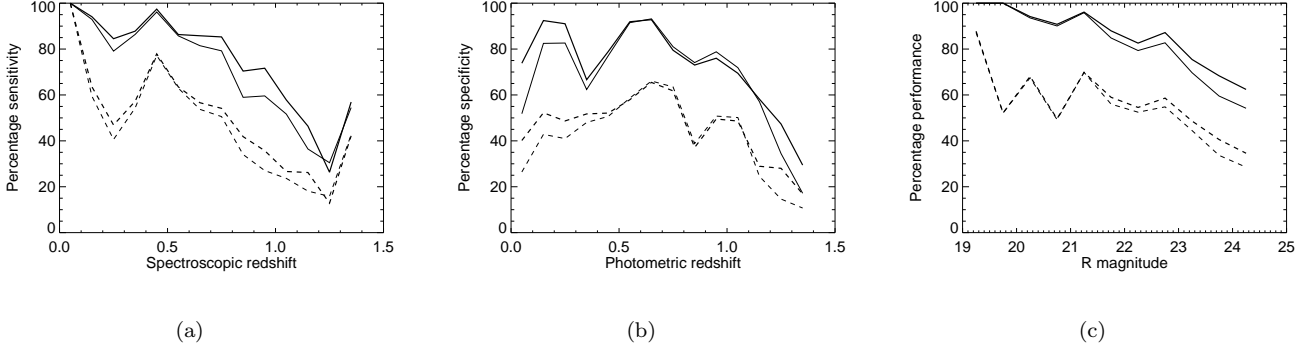 100
80
60
40
20
0
Percentage sensitivity
0.0 0.5 1.0 1.5
Spectroscopic redshift
(a)
100
80
60
40
20
0
Percentage specificity
0.0 0.5 1.0 1.5
Photometric redshift
(b)
100
80
60
40
20
0
Percentage performance
19 20 21 22 23 24 25
R magnitude
(c)